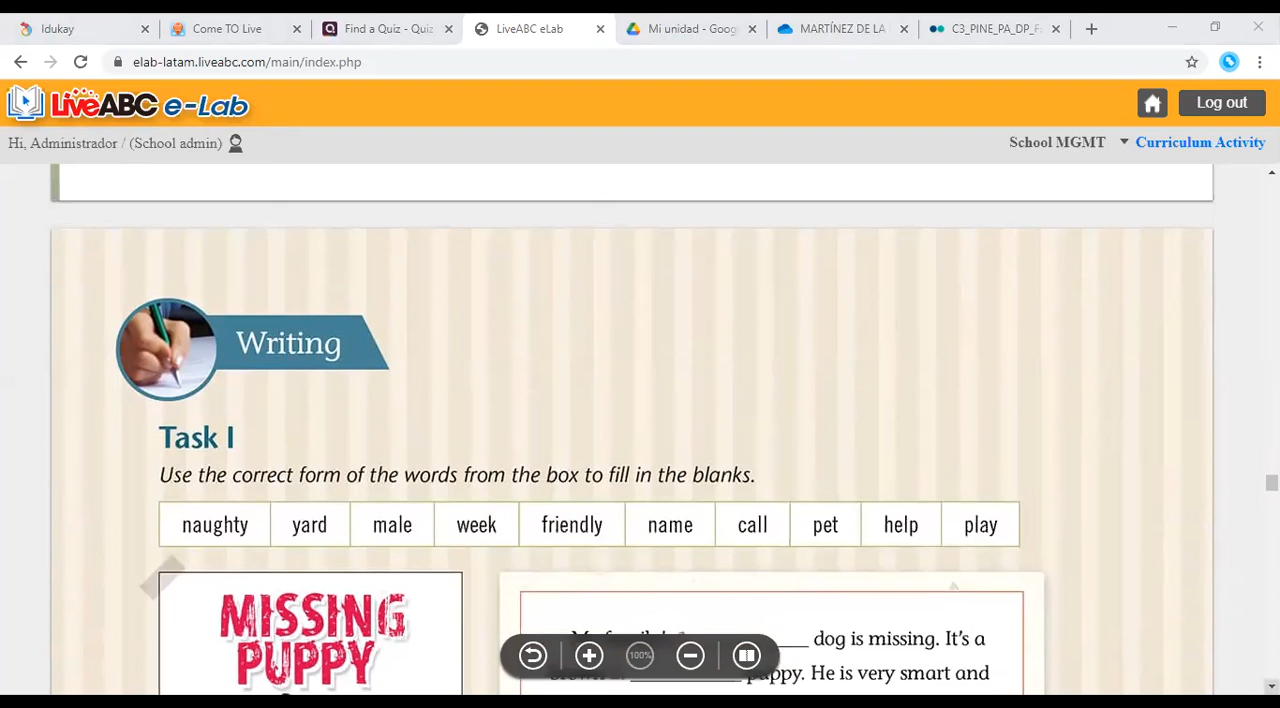 Idukay
Come TO Live
Find a Quiz - Quiz
LiveABC eLab
Mi unidad - Goog
MARTÍNEZ DE LA
C3_PINE_PA_DP_F
elab-latam.liveabc.com/main/index.php
LiveABC e-Lab
Log out
Hi, Administrador / (School admin)
School MGMT
Curriculum Activity
Writing
Task I
Use the correct form of the words from the box to fill in the blanks.
naughty yard male week friendly name call pet help play
MISSING
PUPPY
dog is missing. It's a
100%
puppy. He is very smart and